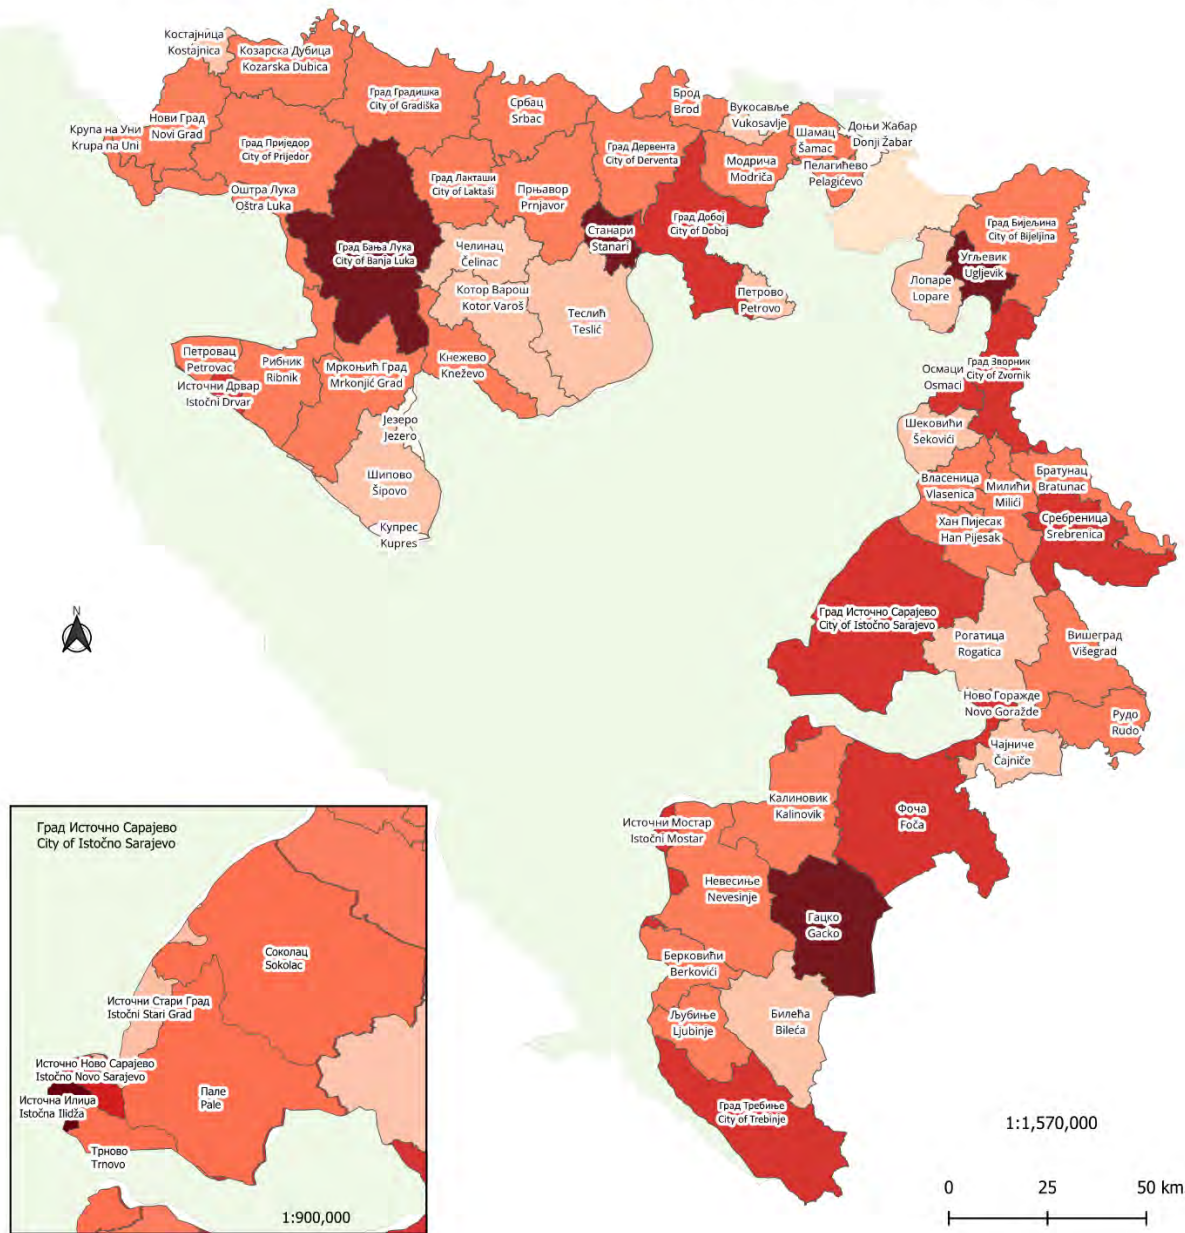 Костајница
Kostajnica
Козарска Дубица
Kozarska Dubica
Град Градишка
City of Gradiška
Србац
Srbac
Брод
Brod
Вукосавље
Vukosavlje
Шамац
Šamac
Доњи Жабар
Donji Žabar
Крупа на Уни
Krupa na Uni
Нови Град
Novi Grad
Град Приједор
City of Prijedor
Град Дервента
City of Derventa
Модрича
Modriča
Пелагићево
Pelagićevo
Оштра Лука
Oštra Luka
Град Лакташи
City of Laktaši
Прњавор
Prnjavor
Град Бања Лука
City of Banja Luka
Челинац
Čelinac
Станари
Stanari
Град Добој
City of Doboj
Град Бијељина
City of Bijeljina
Угљевик
Ugljevik
Лопаре
Lopare
Котор Варош
Kotor Varoš
Теслић
Teslić
Петрово
Petrovo
Петровац
Petrovac
Рибник
Ribnik
Мркоњић Град
Mrkonjić Grad
Кнежево
Kneževo
Источни Дрвар
Istočni Drvar
Осмаци
Osmaci
Град Зворник
City of Zvornik
Језеро
Jezero
Шековићи
Šekovići
Шипово
Šipovo
Власеница
Vlasenica
Милићи
Milići
Братунац
Bratunac
Купрес
Kupres
Хан Пијесак
Han Pijesak
Сребреница
Srebrenica
N
Град Источно Сарајево
City of Istočno Sarajevo
Рогатица
Rogatica
Вишеград
Višegrad
Ново Горажде
Novo Goražde
Рудо
Rudo
Чајниче
Čajniče
Калиновик
Kalinovik
Фоча
Foča
Источни Мостар
Istočni Mostar
Невесиње
Nevesinje
Гацко
Gacko
Берковићи
Berkovići
Љубиње
Ljubinje
Билећа
Bileća
Град Требиње
City of Trebinje
Град Источно Сарајево
City of Istočno Sarajevo
Соколац
Sokolac
Источни Стари Град
Istočni Stari Grad
Источно Ново Сарајево
Istočno Novo Sarajevo
Источна Илиџа
Istočna Ilidža
Пале
Pale
Трново
Trnovo
1:900,000
1:1,570,000
0 25 50 km